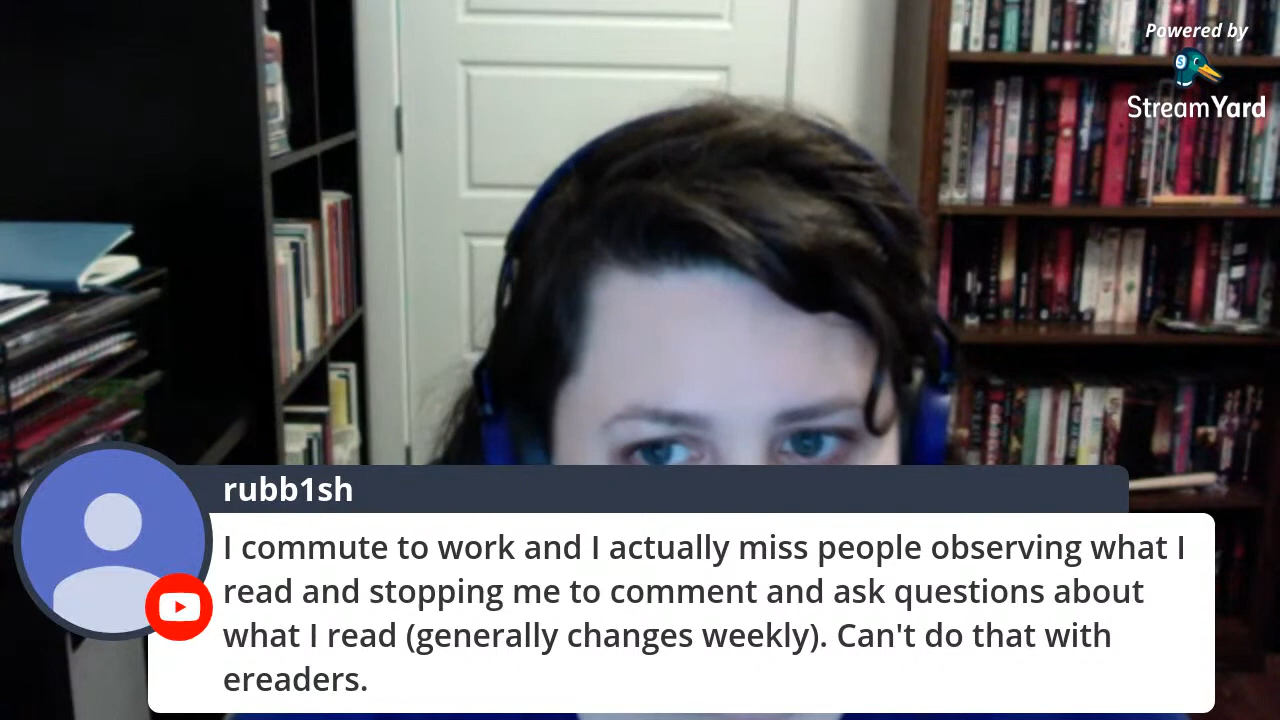 Powered by
StreamYard
rubb1sh
I commute to work and I actually miss people observing what I
read and stopping me to comment and ask questions about
what I read (generally changes weekly). Can't do that with
ereaders.